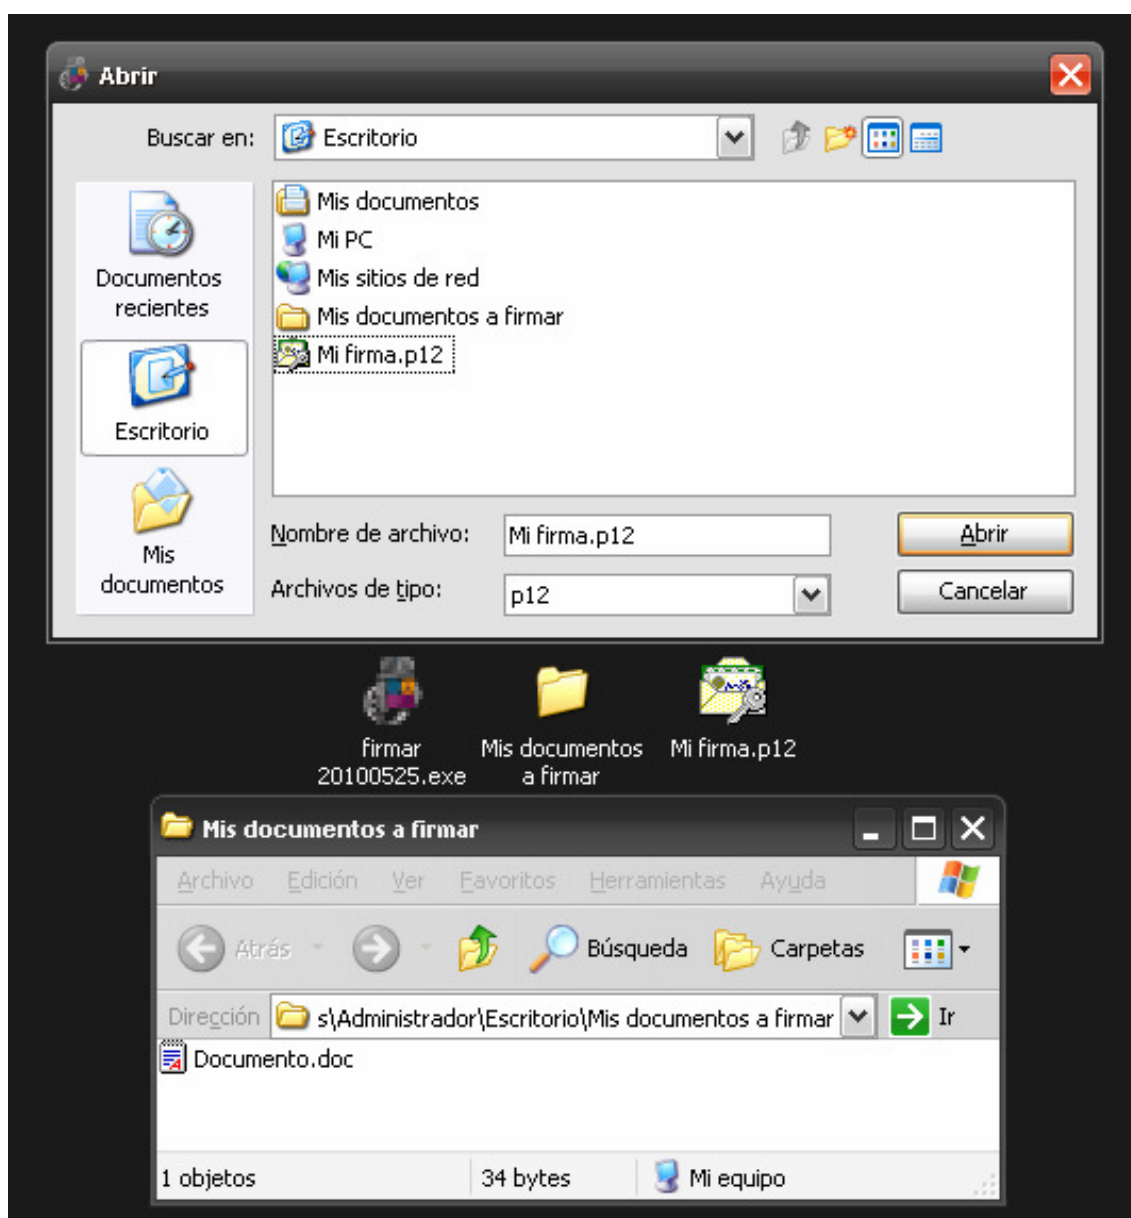 Abrir
Buscar en: Escritorio
Mis documentos
Mi PC
Mis sitios de red
Mis documentos a firmar
Mi firma.p12
Documentos
recientes
Escritorio
Mis
documentos
Nombre de archivo: Mi firma.p12 Abrir
Archivos de tipo: p12 Cancelar
firmar
20100525.exe
Mis documentos
a firmar
Mi firma.p12
Mis documentos a firmar
Archivo Edición Ver Favoritos Herramientas Ayuda
Atrás Búsqueda Carpetas
Dirección s\Administrador\Escritorio\Mis documentos a firmar Ir
Documento.doc
1 objetos 34 bytes Mi equipo